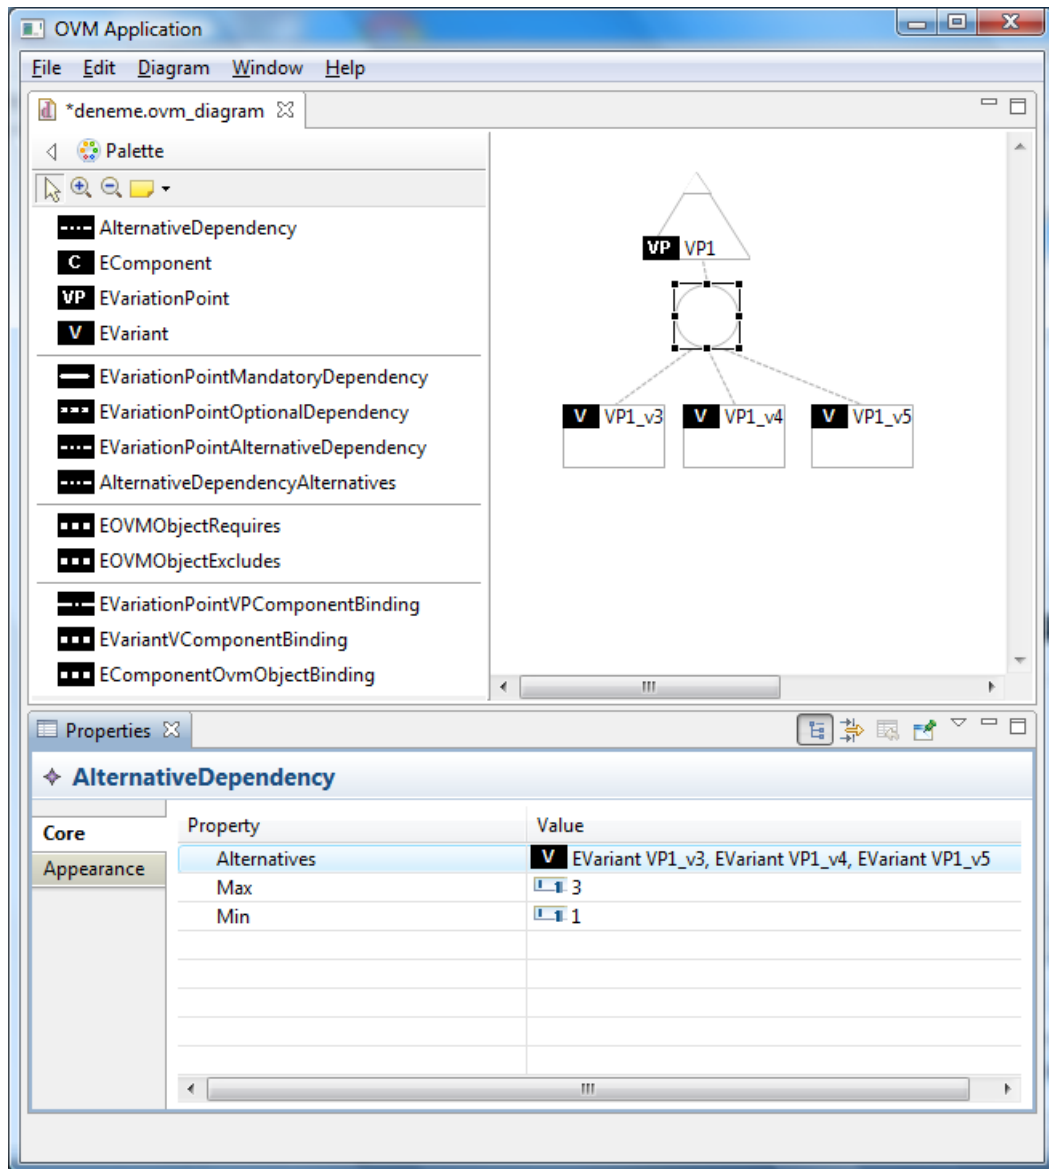 OVM Application
File Edit Diagram Window Help
*deneme.ovm_diagram
Palette
AlternativeDependency
C EComponent
VP EVariationPoint
V EVariant
EVariationPointMandatoryDependency
EVariationPointOptionalDependency
EVariationPointAlternativeDependency
AlternativeDependencyAlternatives
EOVMObjectRequires
EOVMObjectExcludes
EVariationPointVPComponentBinding
EVariantVComponentBinding
EComponentOvmObjectBinding
VP VP1
V VP1_v3 V VP1_v4 V VP1_v5
Properties
AlternativeDependency
Core
Appearance
Property Value
Alternatives V EVariant VP1_v3, EVariant VP1_v4, EVariant VP1_v5
Max 3
Min 1